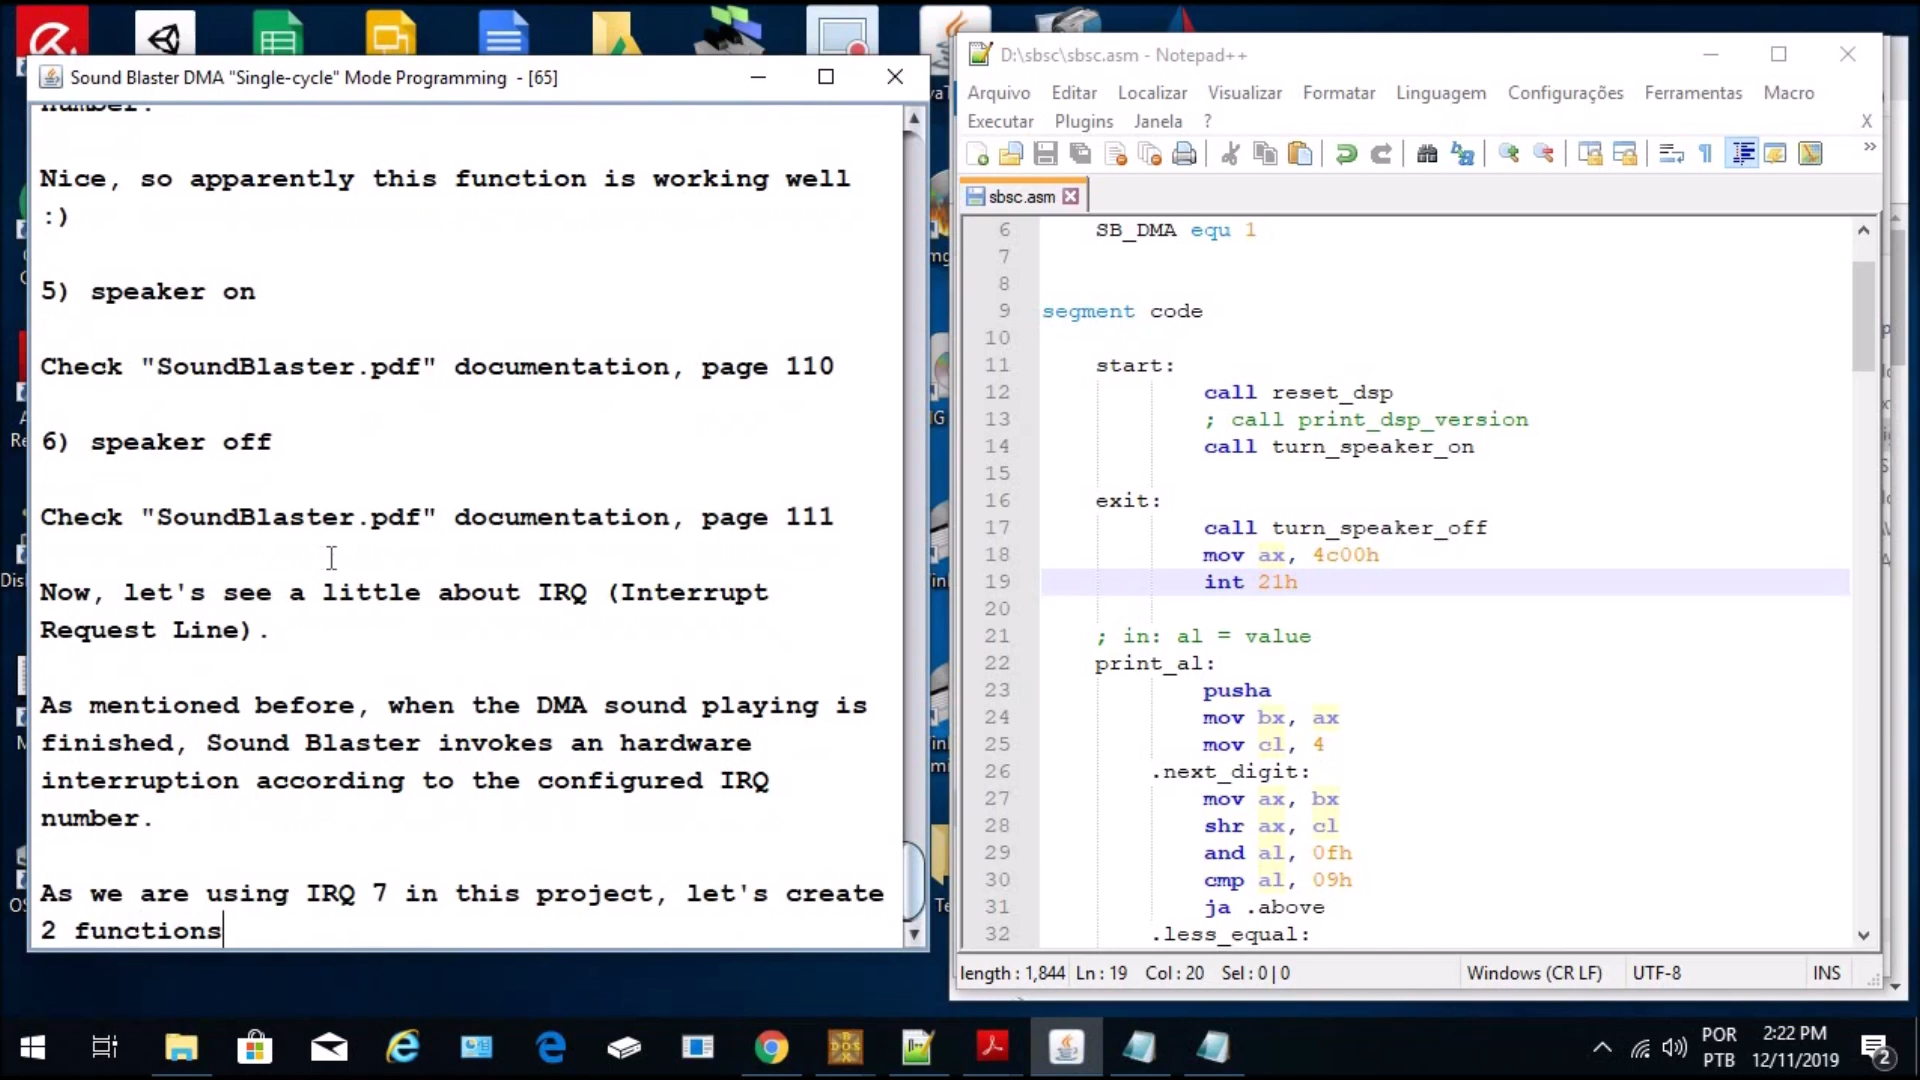 Sound Blaster DMA "Single-cycle" Mode Programming - [65]
number.
Nice, so apparently this function is working well
:)
5) speaker on
Check "SoundBlaster.pdf" documentation, page 110
6) speaker off
Check "SoundBlaster.pdf" documentation, page 111
Now, let's see a little about IRQ (Interrupt
Request Line).
As mentioned before, when the DMA sound playing is
finished, Sound Blaster invokes an hardware
interruption according to the configured IRQ
number.
As we are using IRQ 7 in this project, let's create
2 functions
D:\sbsc\sbsc.asm - Notepad++
Arquivo Editar Localizar Visualizar Formatar Linguagem Configurações Ferramentas Macro
Executar Plugins Janela ? X
sbsc.asm
6 SB_DMA equ 1
7
8
9 segment code
10
11 start:
12 call reset_dsp
13 ; call print_dsp_version
14 call turn_speaker_on
15
16 exit:
17 call turn_speaker_off
18 mov ax, 4c00h
19 int 21h
20
21 ; in: al = value
22 print_al:
23 pusha
24 mov bx, ax
25 mov cl, 4
26 .next_digit:
27 mov ax, bx
28 shr ax, cl
29 and al, 0fh
30 cmp al, 09h
31 ja .above
32 .less_equal:
length : 1,844 Ln : 19 Col : 20 Sel : 0 | 0 Windows (CR LF) UTF-8 INS
POR
PTB
2:22 PM
12/11/2019
2